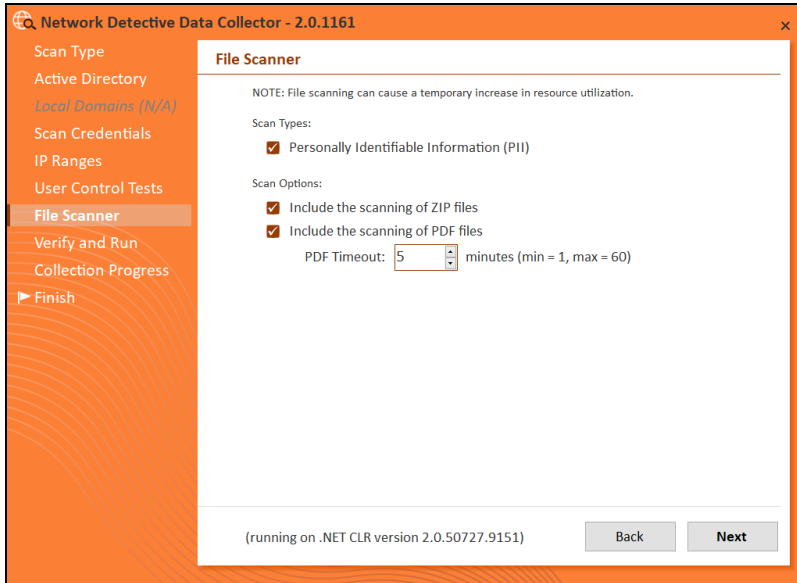 Network Detective Data Collector - 2.0.1161
Scan Type
Active Directory
Local Domains (N/A)
Scan Credentials
IP Ranges
User Control Tests
File Scanner
Verify and Run
Collection Progress
Finish
File Scanner
NOTE: File scanning can cause a temporary increase in resource utilization.
Scan Types:
Personally Identifiable Information (PII)
Scan Options:
Include the scanning of ZIP files
Include the scanning of PDF files
PDF Timeout: 5 minutes (min = 1, max = 60)
(running on .NET CLR version 2.0.50727.9151)
Back
Next